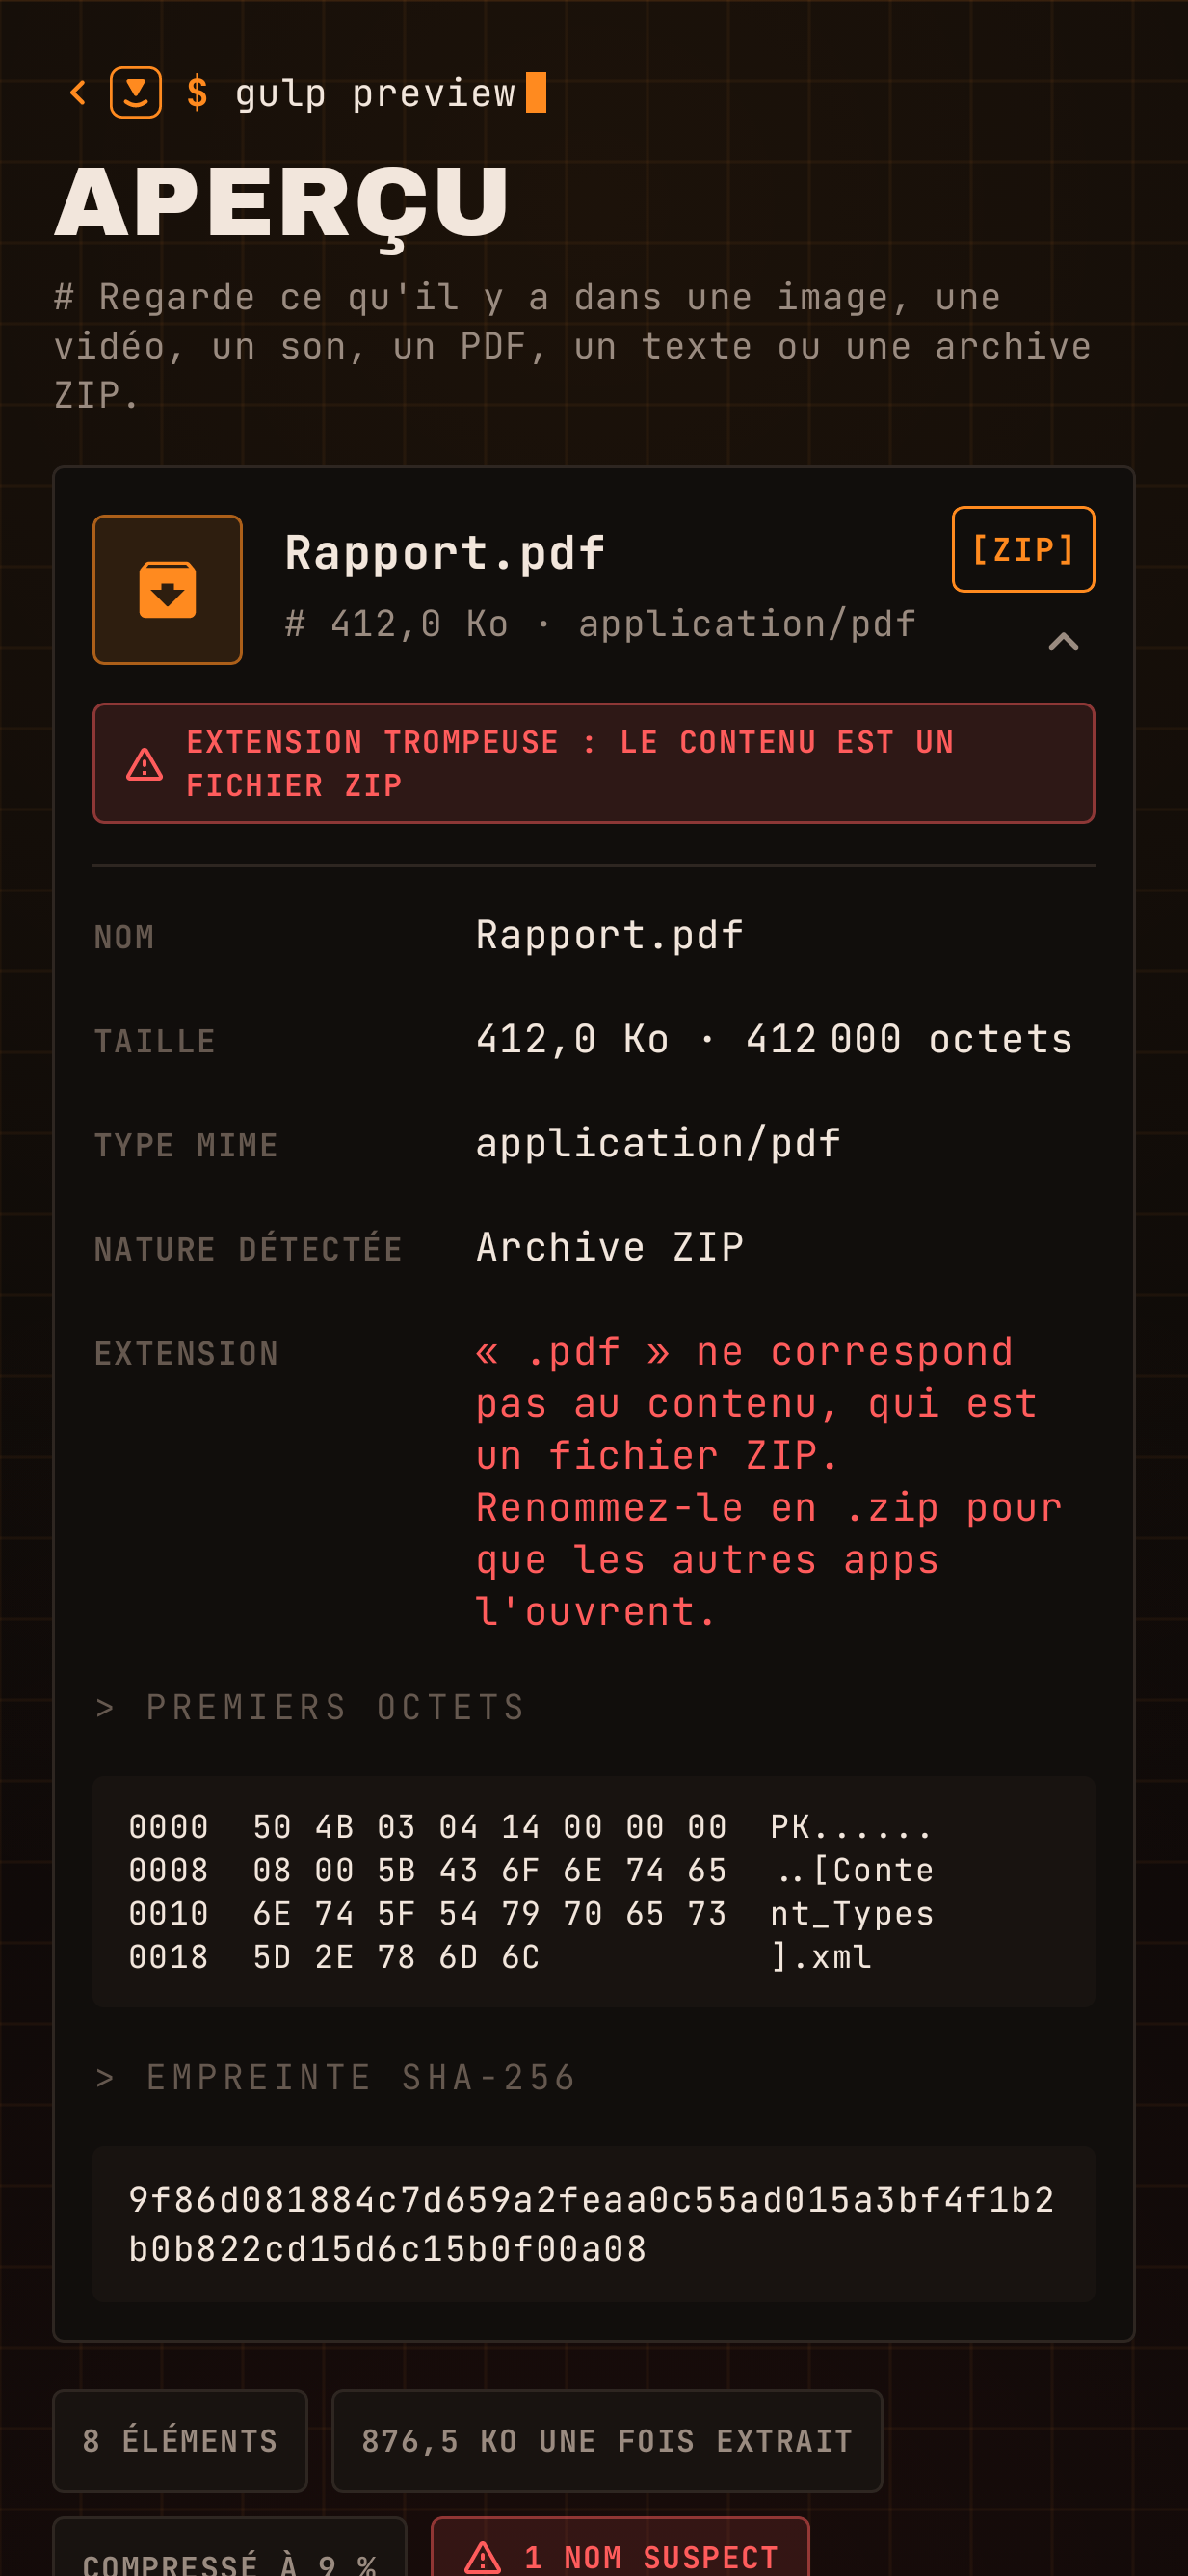 $ gulp preview
APERÇU
# Regarde ce qu'il y a dans une image, une
vidéo, un son, un PDF, un texte ou une archive
ZIP.
Rapport.pdf
[ZIP]
# 412,0 Ko · application/pdf
EXTENSION TROMPEUSE : LE CONTENU EST UN
FICHIER ZIP
NOM Rapport.pdf
TAILLE 412,0 Ko · 412 000 octets
TYPE MIME application/pdf
NATURE DÉTECTÉE Archive ZIP
EXTENSION « .pdf » ne correspond
pas au contenu, qui est
un fichier ZIP.
Renommez-le en .zip pour
que les autres apps
l'ouvrent.
> PREMIERS OCTETS
0000 50 4B 03 04 14 00 00 00 PK......
0008 08 00 5B 43 6F 6E 74 65 ..[Conte
0010 6E 74 5F 54 79 70 65 73 nt_Types
0018 5D 2E 78 6D 6C ].xml
> EMPREINTE SHA-256
9f86d081884c7d659a2feaa0c55ad015a3bf4f1b2
b0b822cd15d6c15b0f00a08
8 ÉLÉMENTS
876,5 KO UNE FOIS EXTRAIT
COMPRESSÉ À 9 %
1 NOM SUSPECT